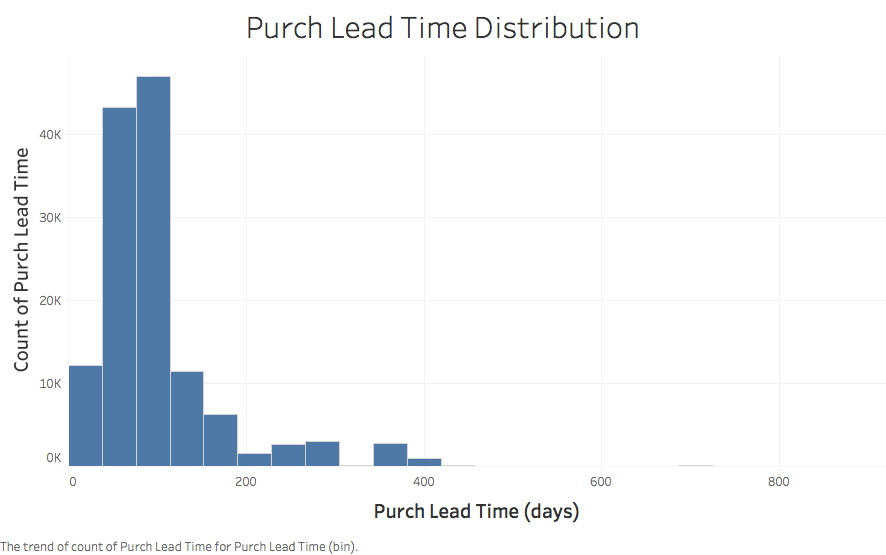 Purch Lead Time Distribution
Count of Purch Lead Time
40K
30K
20K
10K
0K
0
200
400
600
800
Purch Lead Time (days)
The trend of count of Purch Lead Time for Purch Lead Time (bin).